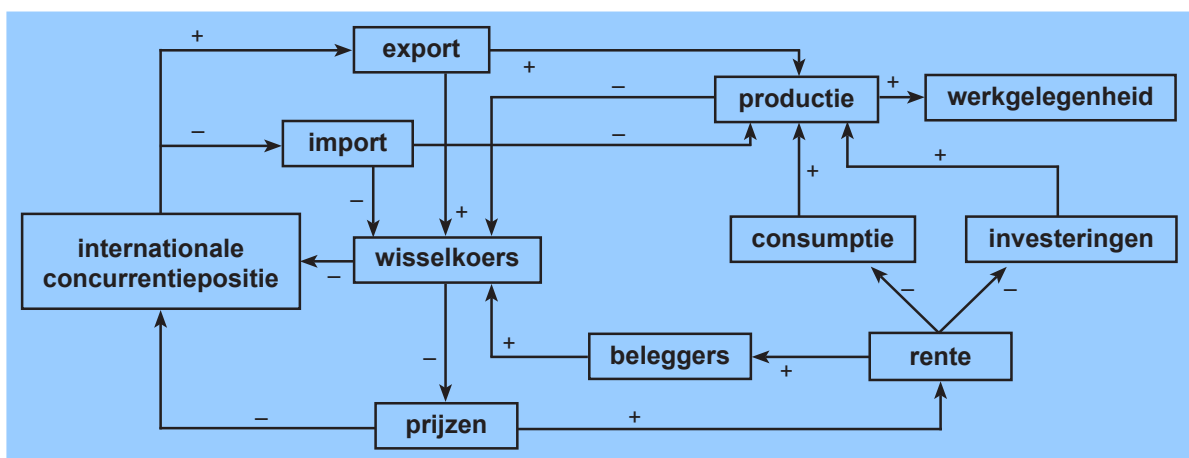 +
export
+
–
+
productie
werkgelegenheid
–
import
–
+
+
–
+
internationale
concurrentiepositie
wisselkoers
consumptie
investeringen
–
–
–
–
+
beleggers
+
rente
–
prijzen
+